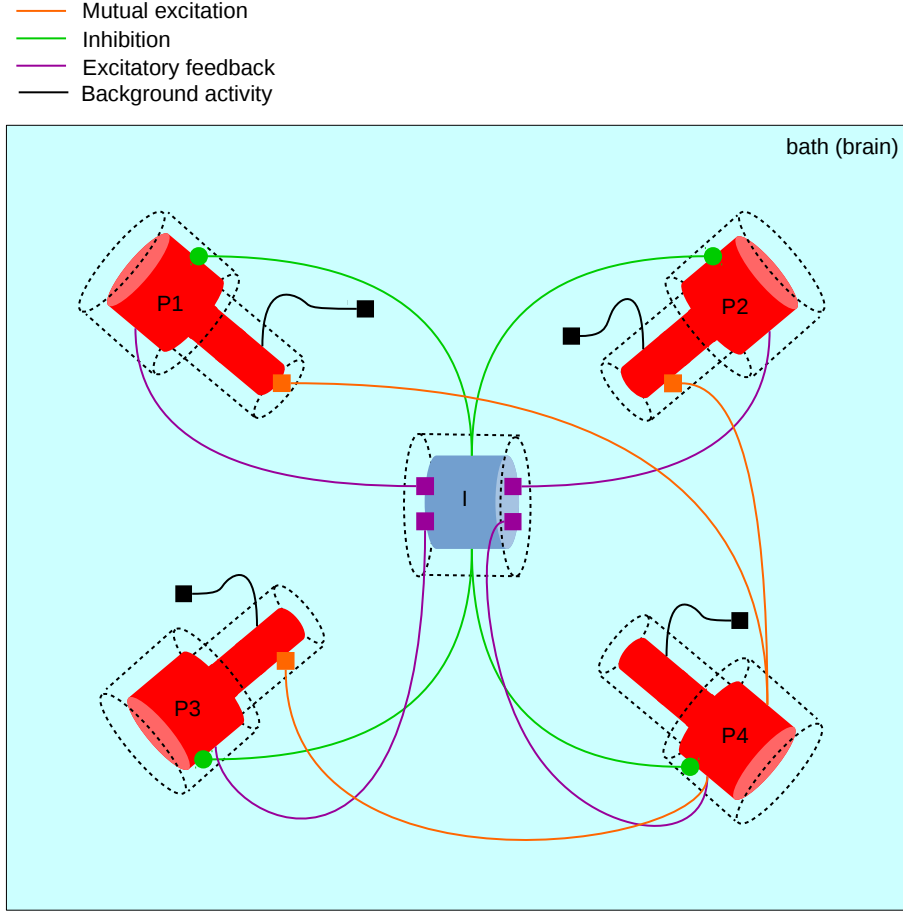 Mutual excitation
Inhibition
Excitatory feedback
Background activity
bath (brain)
P1
P2
I
P3
P4